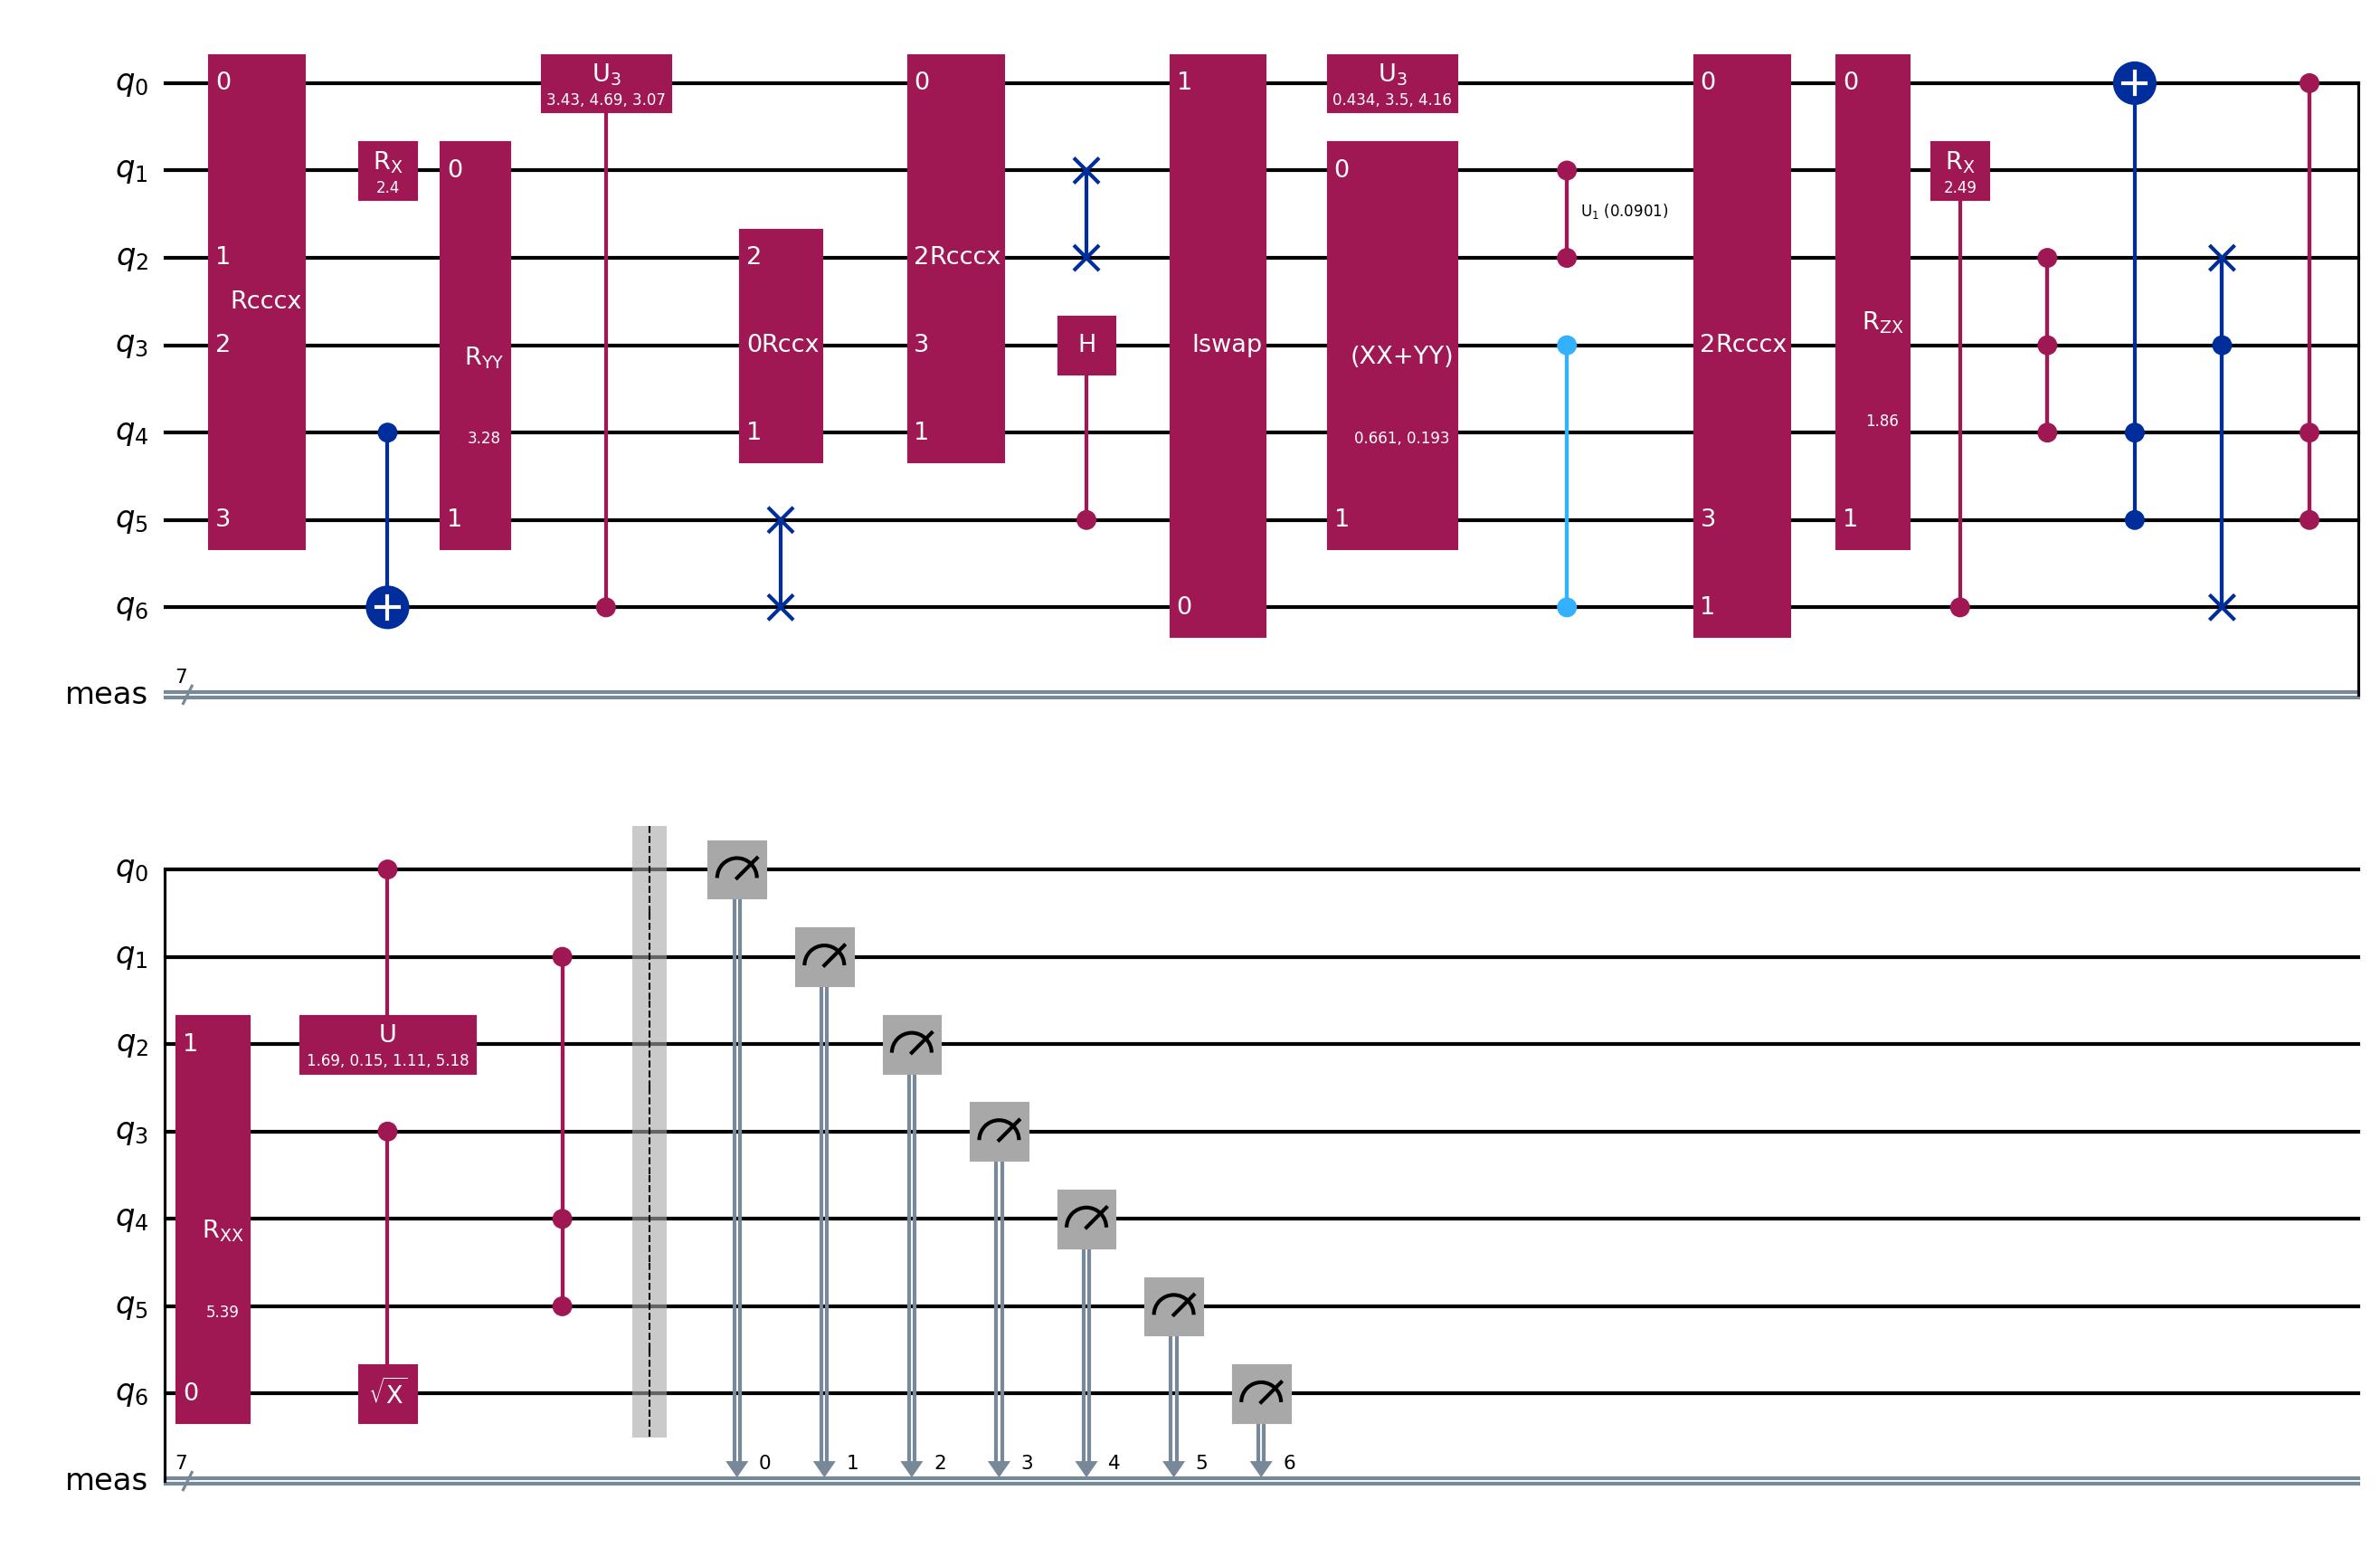 q0 0 U3 0 1 U3 0 0
3.43, 4.69, 3.07 0.434, 3.5, 4.16
q1 RX 0 0 RX
2.4 2.49
U1 (0.0901)
q2 1 2 2Rcccx
Rcccx RZX
q3 2 RYY 0Rccx 3 H Iswap (XX+YY) 2Rcccx
q4 1 1 1.86
3.28 0.661, 0.193
q5 3 1 1 3 1
q6 0 1
7
meas
q0
q1
q2 1 U
1.69, 0.15, 1.11, 5.18
q3
q4 RXX
q5 5.39
q6 0 √X
7 0 1 2 3 4 5 6
meas